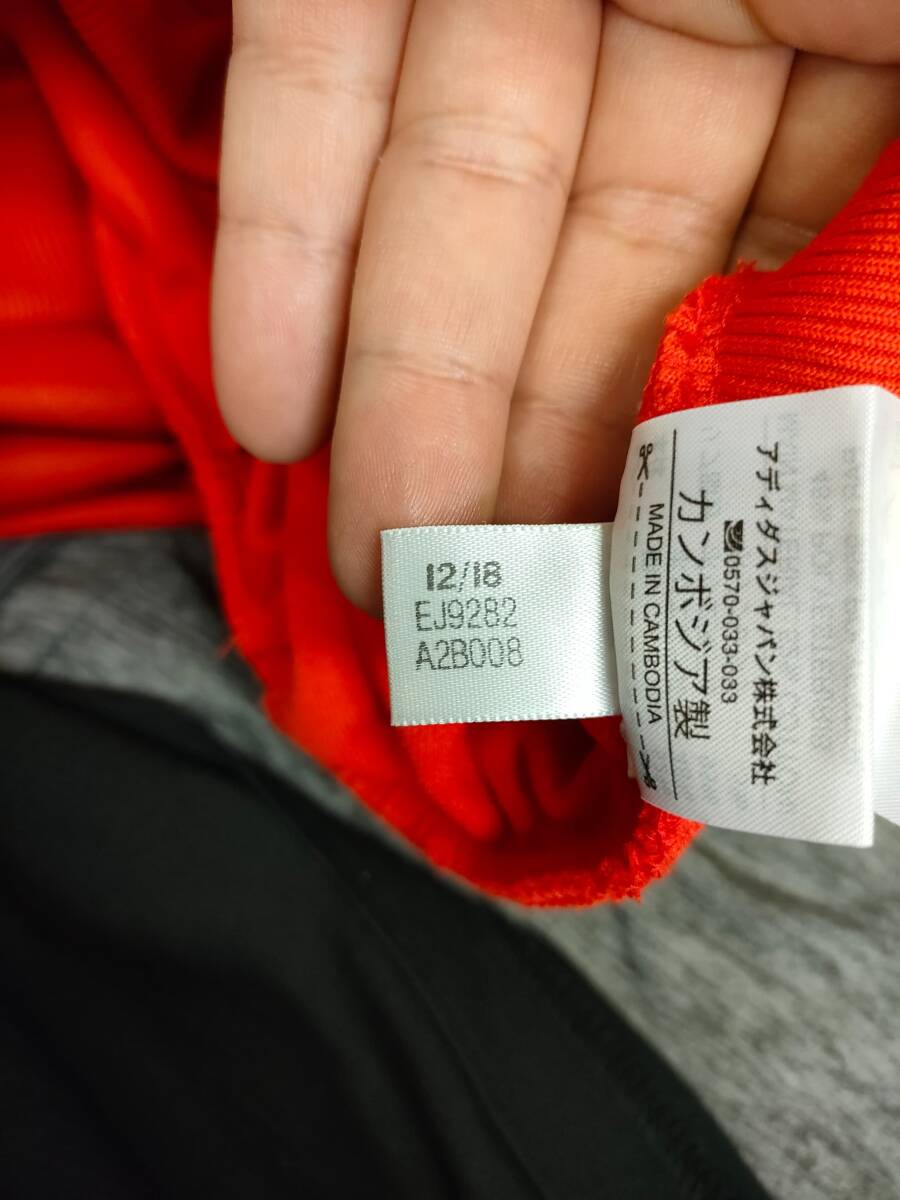 12/18
EJ9282
A2B008
アディダスジャパン株式会社
0570-033-033
カンボジア製
MADE IN CAMBODIA